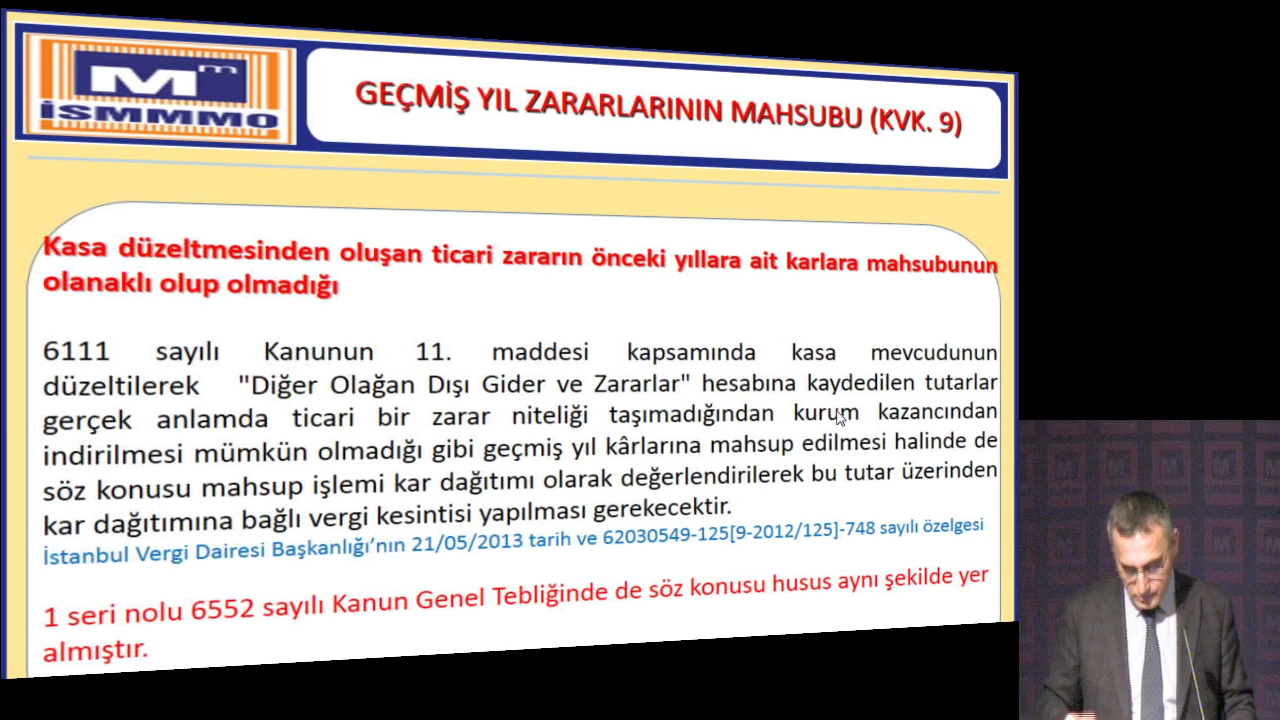 Mm
İSMMMO
GEÇMİŞ YIL ZARARLARININ MAHSUBU (KVK. 9)
Kasa düzeltmesinden oluşan ticari zararın önceki yıllara ait karlara mahsubunun
olanaklı olup olmadığı
6111 sayılı Kanunun 11. maddesi kapsamında kasa mevcudunun
düzeltilerek "Diğer Olağan Dışı Gider ve Zararlar" hesabına kaydedilen tutarlar
gerçek anlamda ticari bir zarar niteliği taşımadığından kurum kazancından
indirilmesi mümkün olmadığı gibi geçmiş yıl kârlarına mahsup edilmesi halinde de
söz konusu mahsup işlemi kar dağıtımı olarak değerlendirilerek bu tutar üzerinden
kar dağıtımına bağlı vergi kesintisi yapılması gerekecektir.
İstanbul Vergi Dairesi Başkanlığı’nın 21/05/2013 tarih ve 62030549-125[9-2012/125]-748 sayılı özelgesi
1 seri nolu 6552 sayılı Kanun Genel Tebliğinde de söz konusu husus aynı şekilde yer
almıştır.